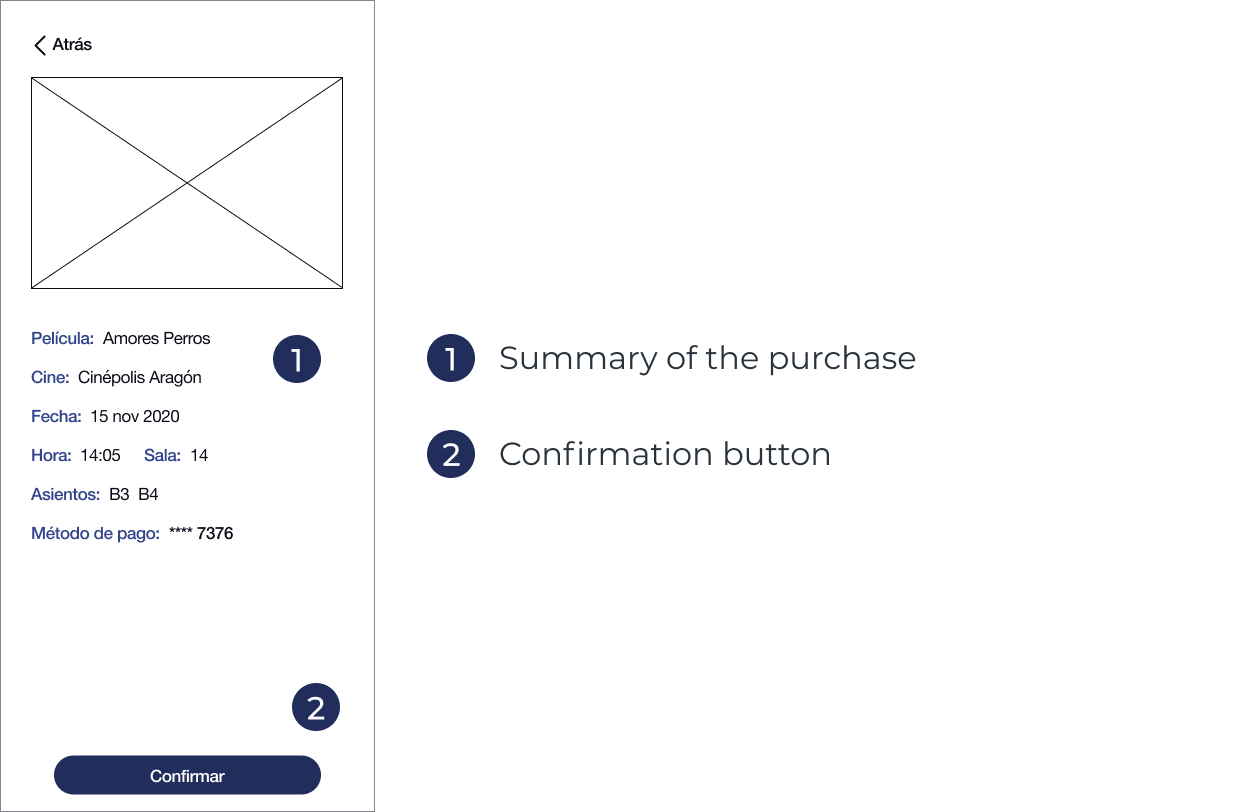 Atrás
Película: Amores Perros
1
Cine: Cinépolis Aragón
Fecha: 15 nov 2020
Hora: 14:05 Sala: 14
Asientos: B3 B4
Método de pago: **** 7376
2
Confirmar
1 Summary of the purchase
2 Confirmation button